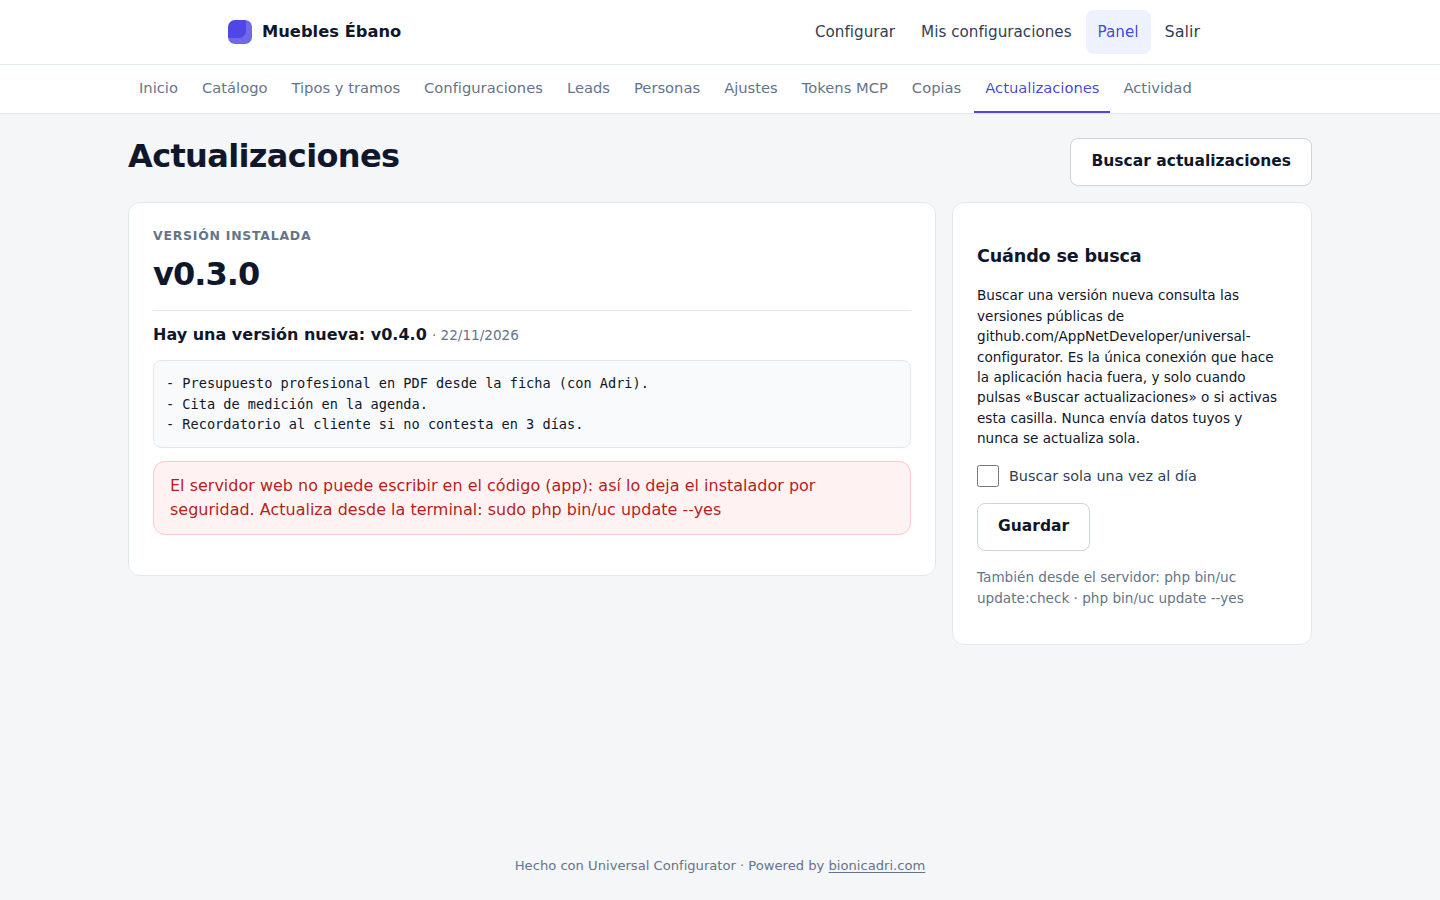 Muebles Ébano
Configurar
Mis configuraciones
Panel
Salir
Inicio
Catálogo
Tipos y tramos
Configuraciones
Leads
Personas
Ajustes
Tokens MCP
Copias
Actualizaciones
Actividad
Actualizaciones
Buscar actualizaciones
VERSIÓN INSTALADA
v0.3.0
Hay una versión nueva: v0.4.0 · 22/11/2026
- Presupuesto profesional en PDF desde la ficha (con Adri).
- Cita de medición en la agenda.
- Recordatorio al cliente si no contesta en 3 días.
El servidor web no puede escribir en el código (app): así lo deja el instalador por
seguridad. Actualiza desde la terminal: sudo php bin/uc update --yes
Cuándo se busca
Buscar una versión nueva consulta las
versiones públicas de
github.com/AppNetDeveloper/universal-
configurator. Es la única conexión que hace
la aplicación hacia fuera, y solo cuando
pulsas «Buscar actualizaciones» o si activas
esta casilla. Nunca envía datos tuyos y
nunca se actualiza sola.
Buscar sola una vez al día
Guardar
También desde el servidor: php bin/uc
update:check · php bin/uc update --yes
Hecho con Universal Configurator · Powered by bionicadri.com